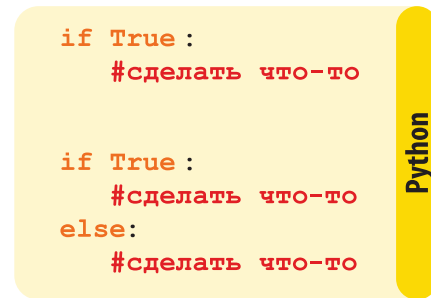 if True :
#сделать что-то
if True :
#сделать что-то
else:
#сделать что-то
Python